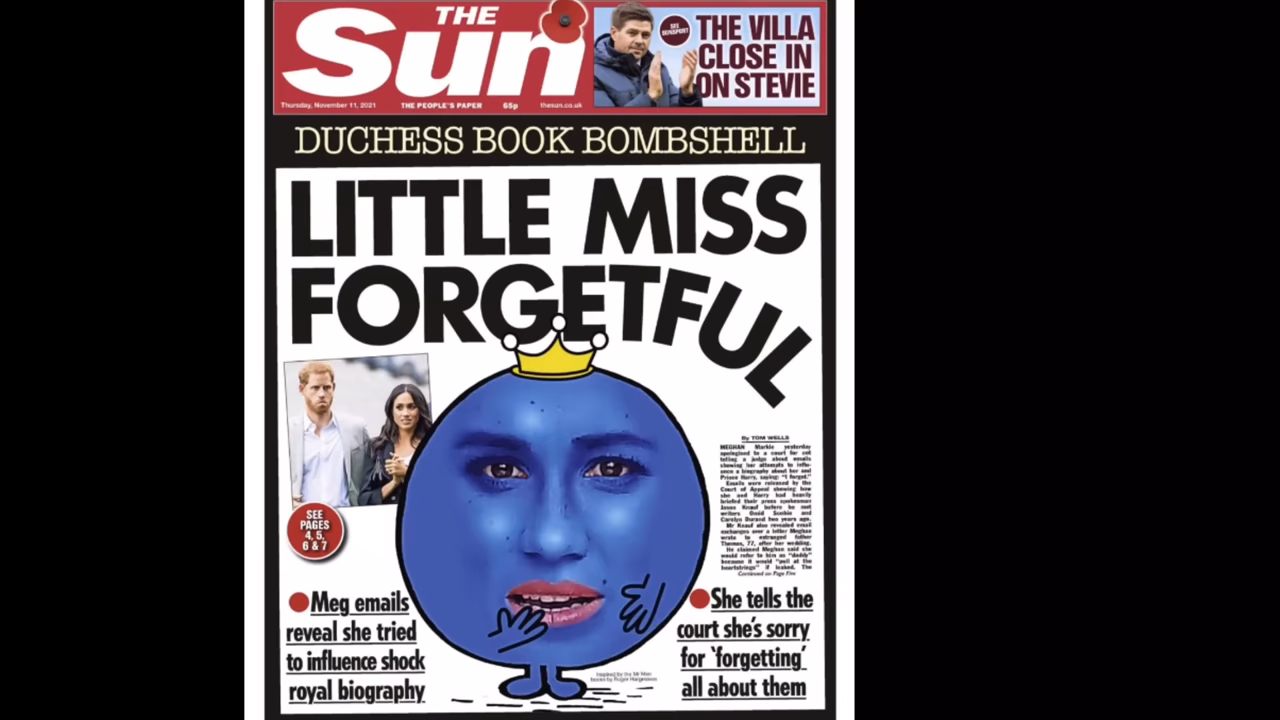 THE
Sun
Thursday, November 11, 2021 THE PEOPLE'S PAPER 65p thesun.co.uk
SEE
SUNSPORT
THE VILLA
CLOSE IN
ON STEVIE
DUCHESS BOOK BOMBSHELL
LITTLE MISS
FORGETFUL
SEE
PAGES
4, 5,
6 & 7
Meg emails
reveal she tried
to influence shock
royal biography
By TOM WELLS
MEGHAN Markle yesterday
apologised to a court for not
telling a judge about emails
showing her attempts to influ-
ence a biography about her and
Prince Harry, saying: "I forgot."
Emails were released by the
Court of Appeal showing how
she and Harry had heavily
briefed their press spokesman
Jason Knauf before he met
writers Omid Scobie and
Carolyn Durand two years ago.
Mr Knauf also revealed email
exchanges over a letter Meghan
wrote to estranged father
Thomas, 77, after her wedding.
He claimed Meghan said she
would refer to him as "daddy"
because it would "pull at the
heartstrings" if leaked. The
Continued on Page Five
She tells the
court she's sorry
for 'forgetting'
all about them
Inspired by the Mr Men
books by Roger Hargreaves